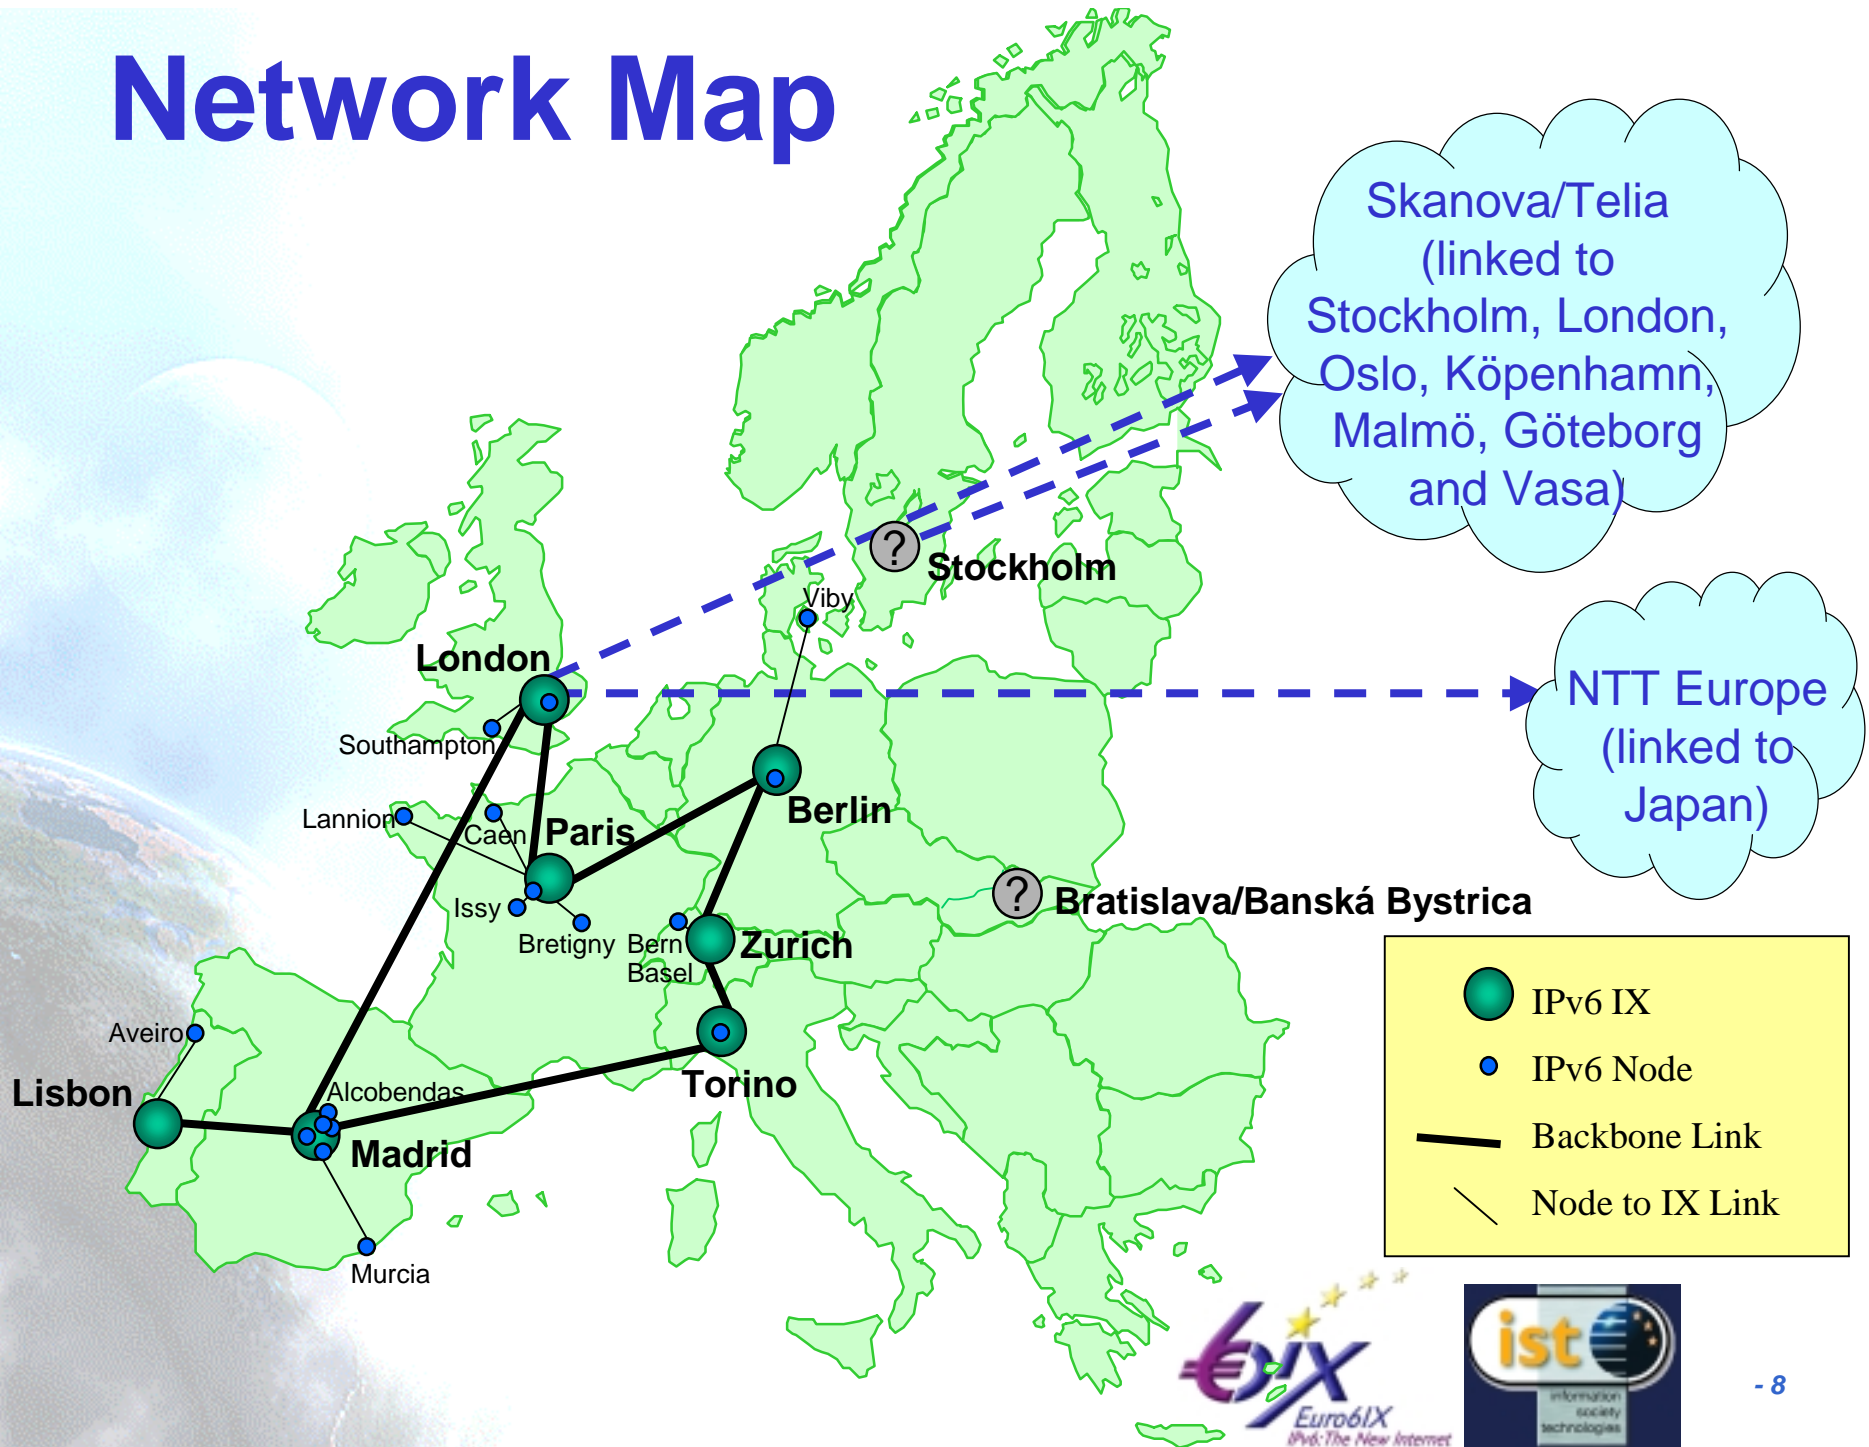 Network Map
Skanova/Telia
(linked to
Stockholm, London,
Oslo, Köpenhamn,
Malmö, Göteborg
and Vasa)
?
Stockholm
Viby
London
Southampton
NTT Europe
(linked to
Japan)
Berlin
Lannion
Caen
Paris
Issy
Bretigny
?
Bratislava/Banská Bystrica
Bern
Basel
Zurich
Aveiro
Lisbon
Alcobendas
Madrid
Torino
Murcia
IPv6 IX
IPv6 Node
Backbone Link
Node to IX Link
6IX
Euro6IX
IPv6: The New Internet
ist
information
society
technologies
- 8